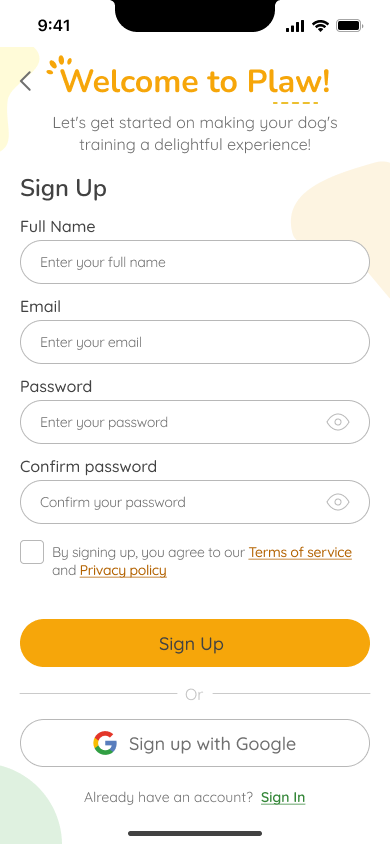 9:41
Welcome to Plaw!
Let's get started on making your dog's
training a delightful experience!
Sign Up
Full Name
Enter your full name
Email
Enter your email
Password
Enter your password
Confirm password
Confirm your password
By signing up, you agree to our Terms of service
and Privacy policy
Sign Up
Or
Sign up with Google
Already have an account? Sign In